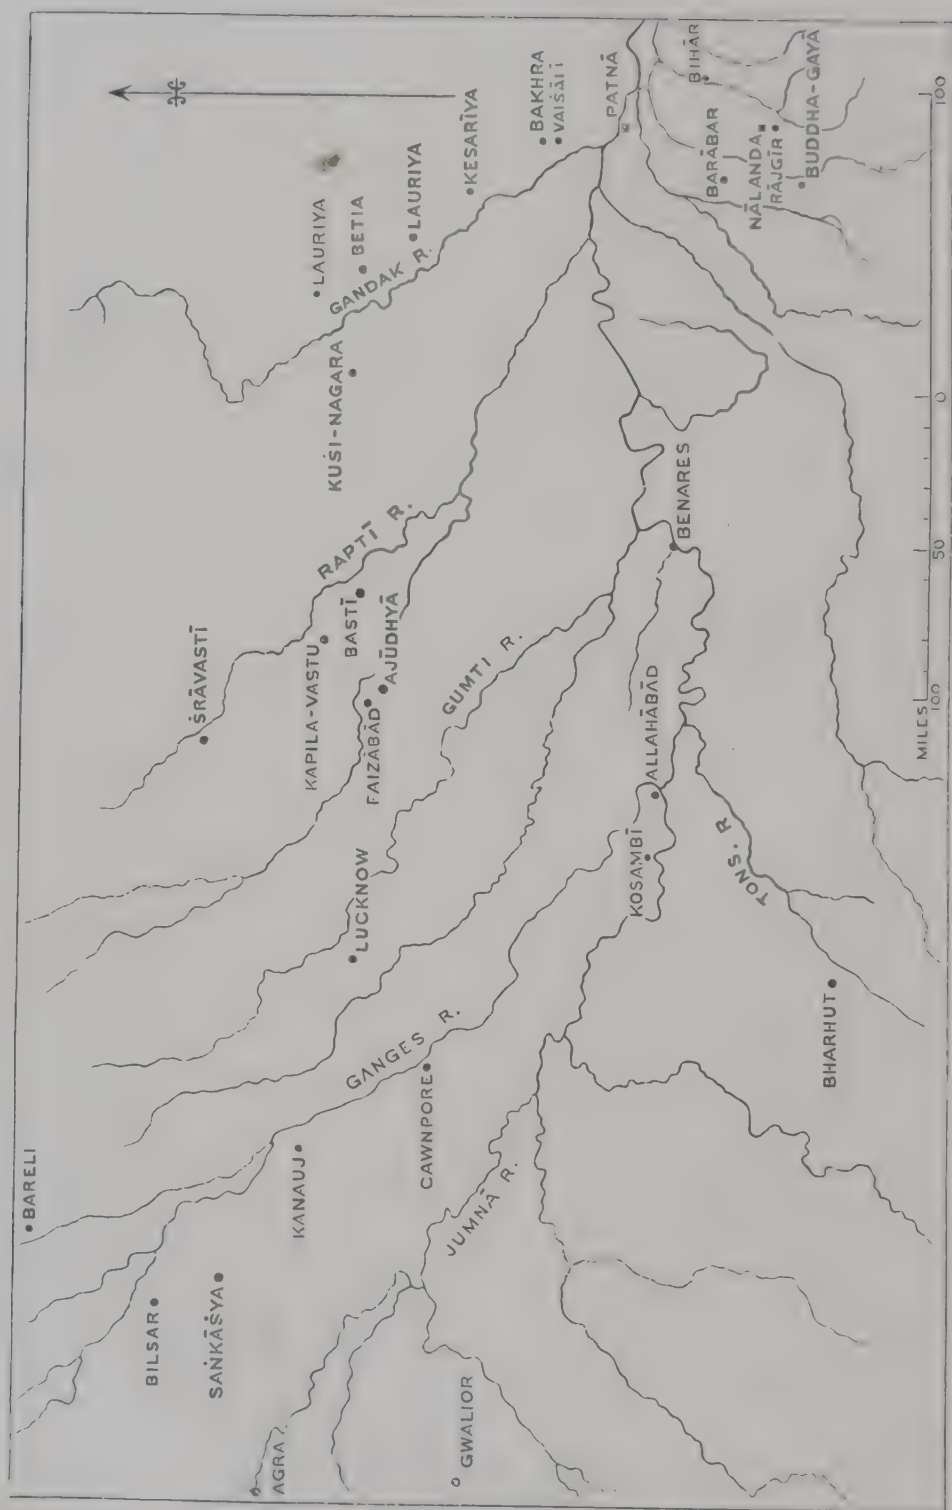 BARELI
BILSAR
SAṄKĀŚYA
KANAUJ
AGRA
GWALIOR
CAWNPORE
GANGES R.
JUMNĀ R.
LUCKNOW
ŚRĀVASTĪ
KAPILA-VASTU
BASTĪ
FAIZĀBĀD
AJŪDHYĀ
RAPTĪ R.
GUMTI R.
KOSAMBĪ
ALLAHĀBĀD
BENARES
TONS. R
BHARHUT
KUŚI-NAGARA
LAURIYA
BETIA
LAURIYA
GANDAK R.
KESARĪYA
BAKHRA
VAIŚĀLĪ
PATNĀ
BIHĀR
BARĀBAR
NĀLANDA
RĀJGĪR
BUDDHA-GAYĀ
MILES
100
50
0
100